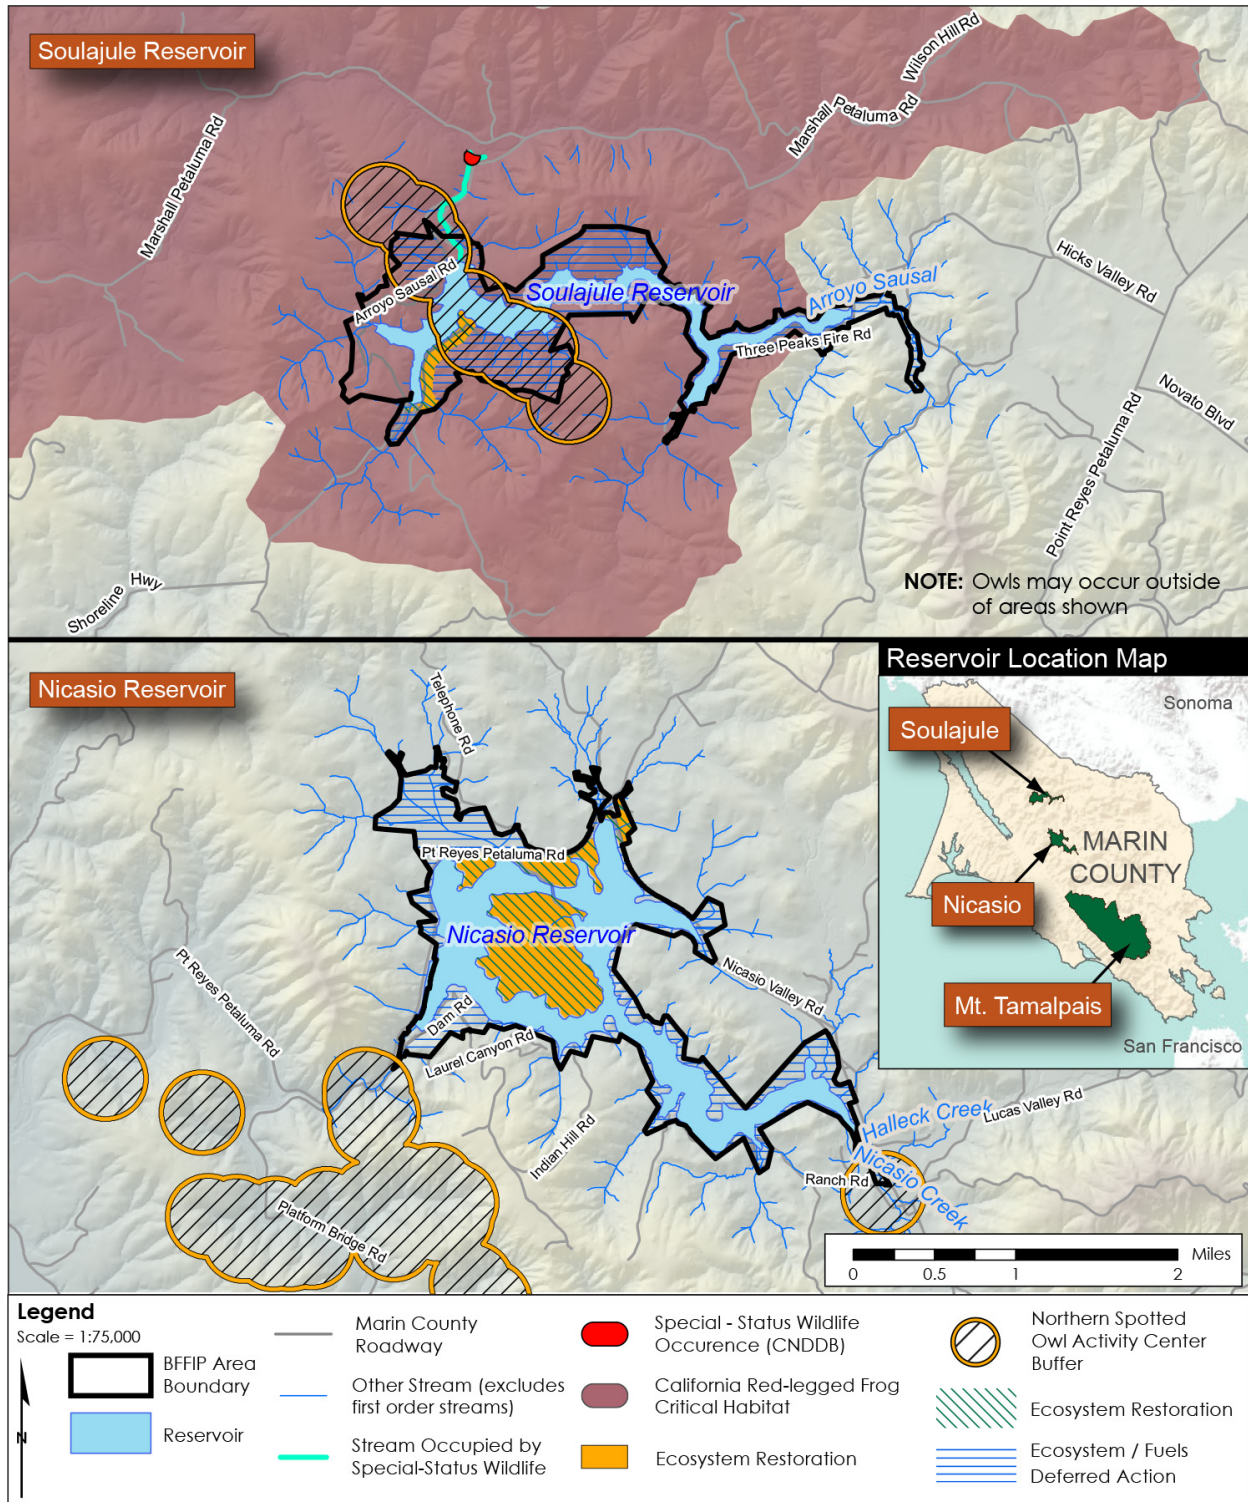 Soulajule Reservoir
Wilson Hill Rd
Marshall Petaluma Rd
Marshall Petaluma Rd
Arroyo Sausal Rd
Soulajule Reservoir
Arroyo Sausal
Three Peaks Fire Rd
Hicks Valley Rd
Novato Blvd
Point Reyes Petaluma Rd
Shoreline Hwy
NOTE: Owls may occur outside
of areas shown
Nicasio Reservoir
Telephone Rd
Pt Reyes Petaluma Rd
Nicasio Reservoir
Nicasio Valley Rd
Pt Reyes Petaluma Rd
Dam Rd
Laurel Canyon Rd
Indian Hill Rd
Halleck Creek
Lucas Valley Rd
Ranch Rd
Nicasio Creek
Platform Bridge Rd
Reservoir Location Map
Sonoma
Soulajule
MARIN
COUNTY
Nicasio
Mt. Tamalpais
San Francisco
Miles
0 0.5 1 2
Legend
Scale = 1:75,000
N
BFFIP Area
Boundary
Reservoir
Marin County
Roadway
Other Stream (excludes
first order streams)
Stream Occupied by
Special-Status Wildlife
Special - Status Wildlife
Occurence (CNDDB)
California Red-legged Frog
Critical Habitat
Ecosystem Restoration
Northern Spotted
Owl Activity Center
Buffer
Ecosystem Restoration
Ecosystem / Fuels
Deferred Action